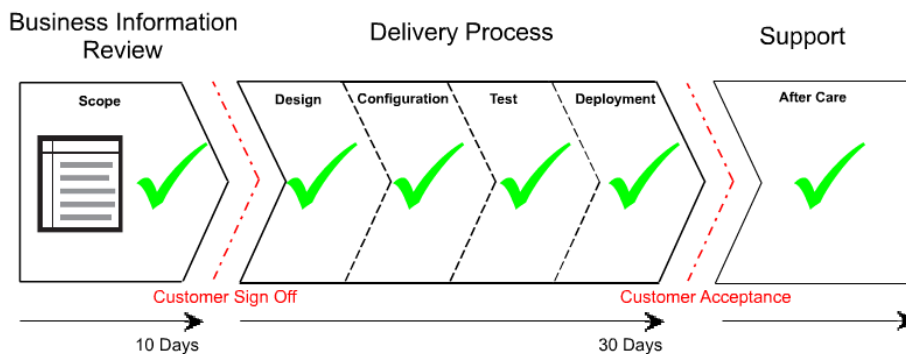 Business Information
Review
Delivery Process
Support
Scope
Design
Configuration
Test
Deployment
After Care
Customer Sign Off
Customer Acceptance
10 Days
30 Days